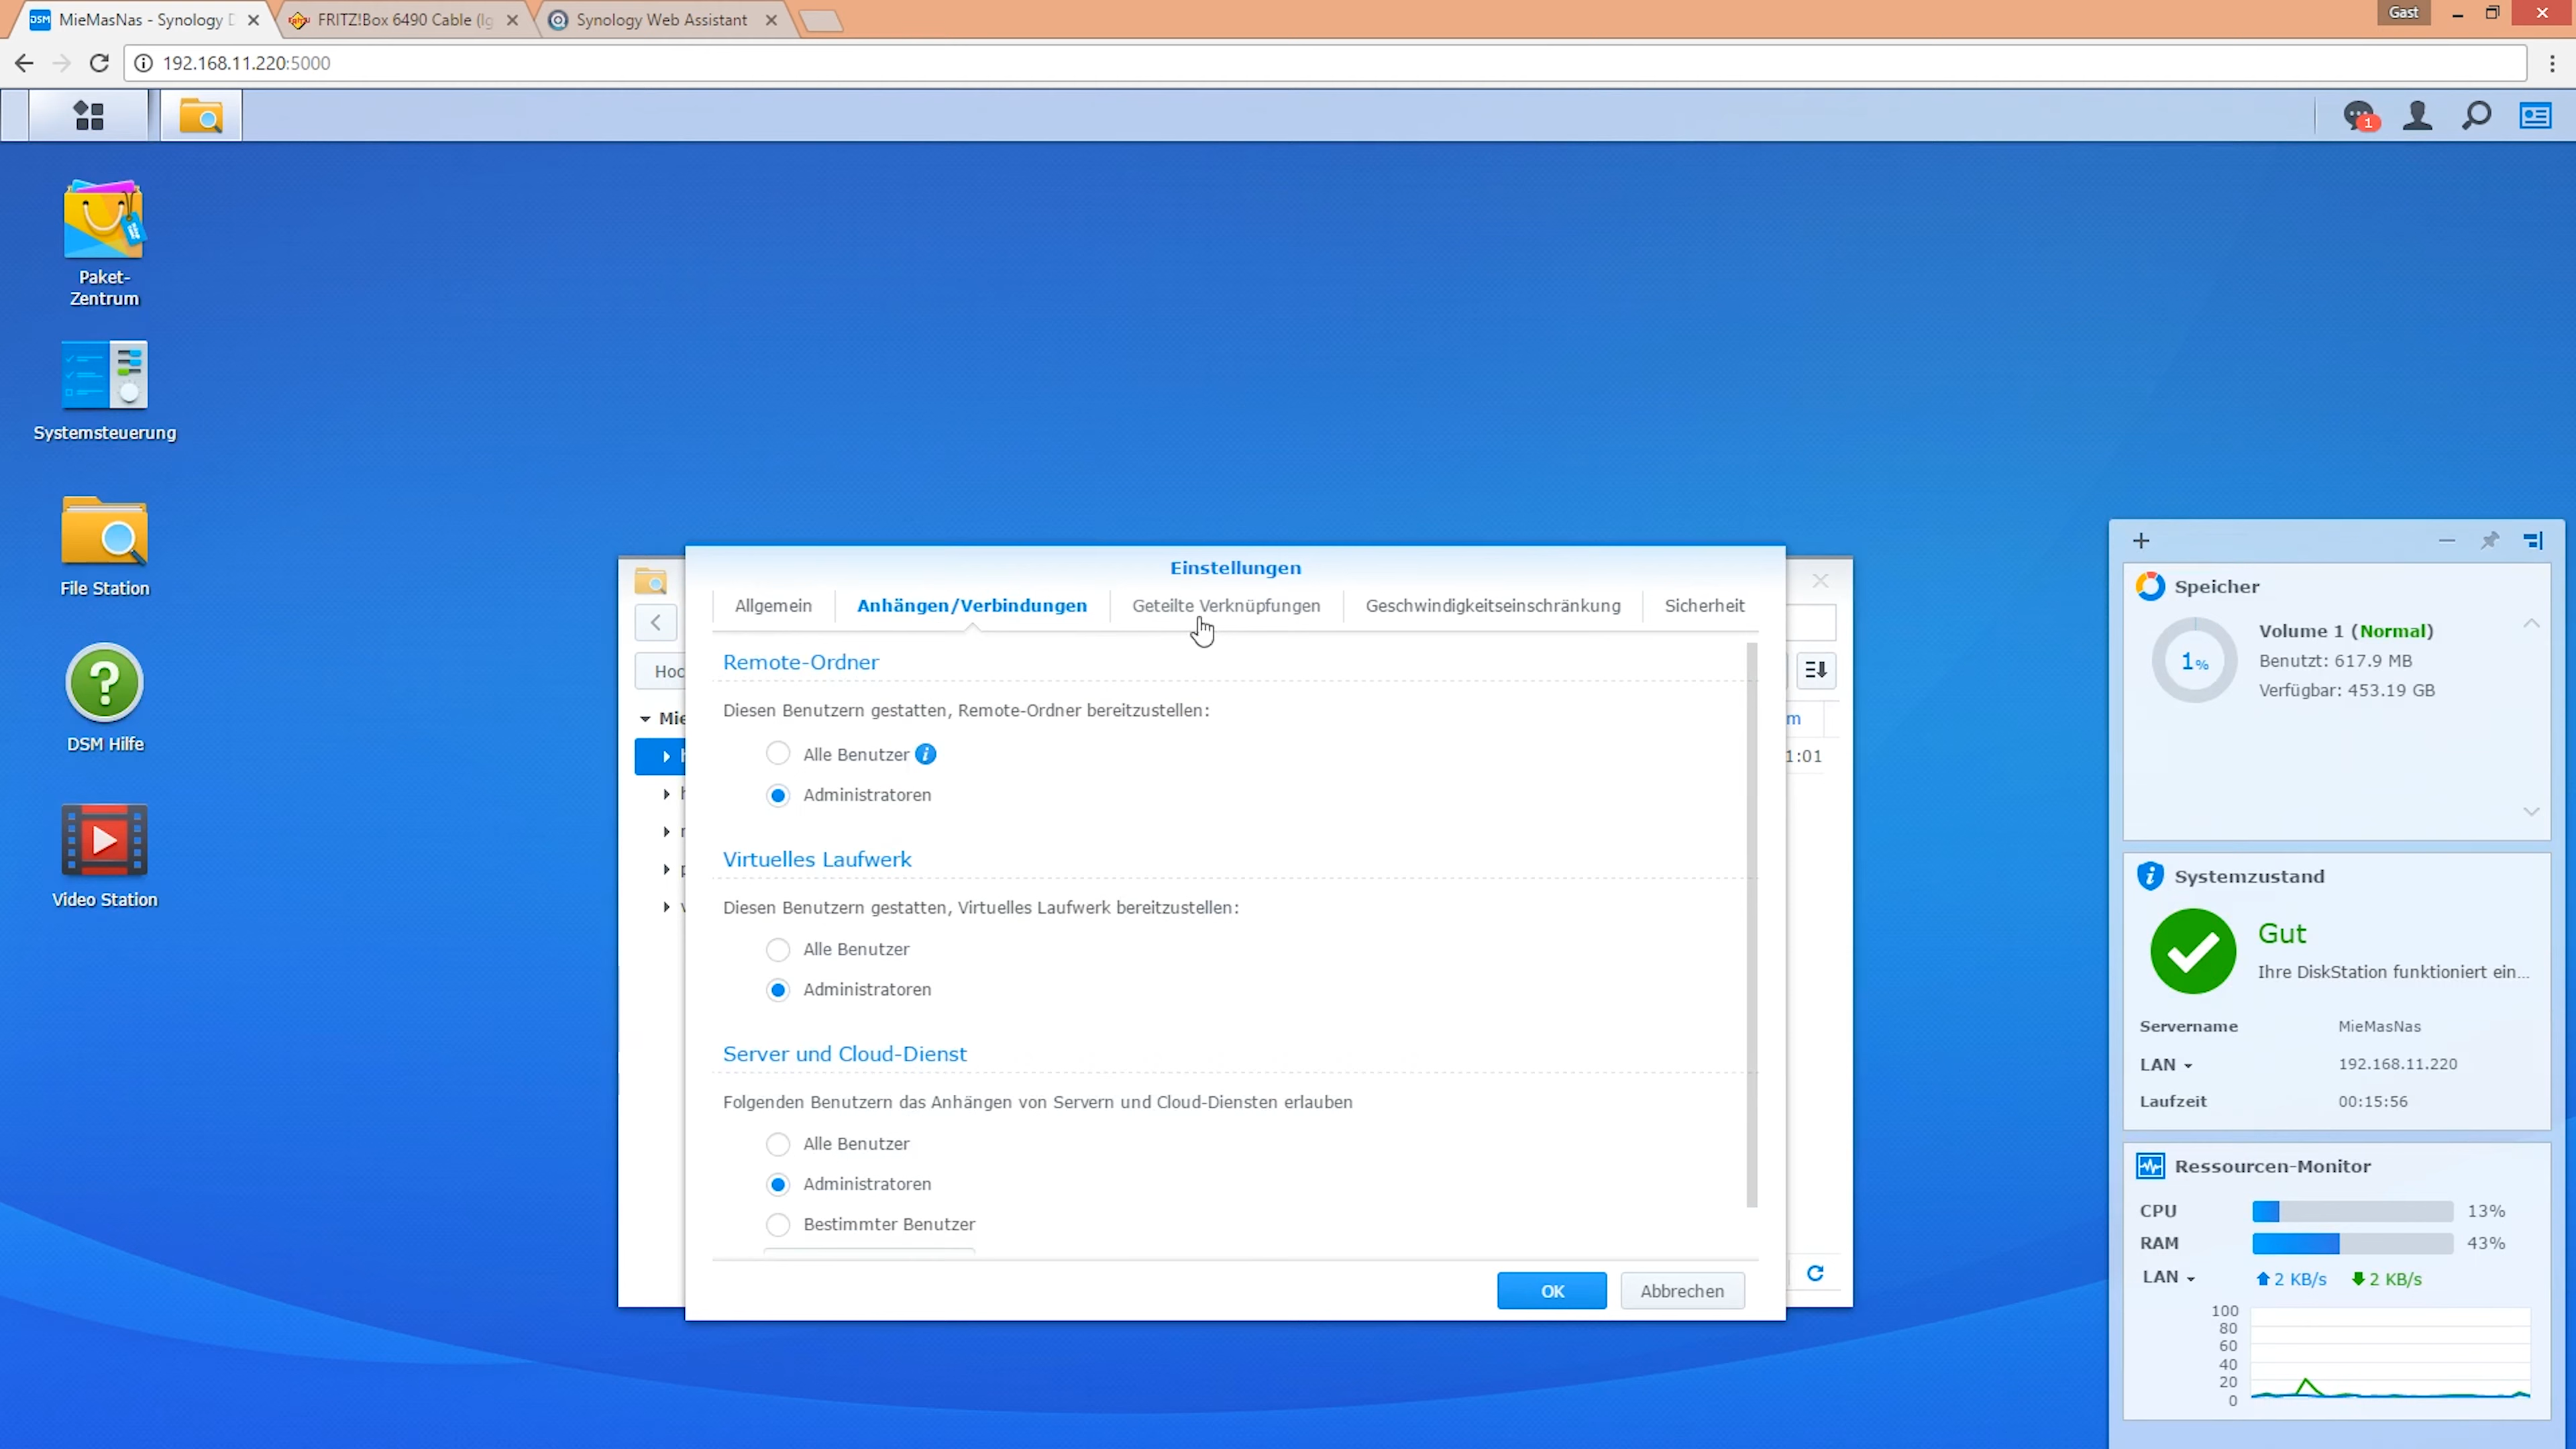 MieMasNas - Synology D
FRITZ!Box 6490 Cable (lg
Synology Web Assistant
Gast
192.168.11.220:5000
1
Paket-
Zentrum
Systemsteuerung
File Station
DSM Hilfe
Video Station
Einstellungen
Allgemein
Anhängen/Verbindungen
Geteilte Verknüpfungen
Geschwindigkeitseinschränkung
Sicherheit
Remote-Ordner
Diesen Benutzern gestatten, Remote-Ordner bereitzustellen:
Alle Benutzer
Administratoren
Virtuelles Laufwerk
Diesen Benutzern gestatten, Virtuelles Laufwerk bereitzustellen:
Alle Benutzer
Administratoren
Server und Cloud-Dienst
Folgenden Benutzern das Anhängen von Servern und Cloud-Diensten erlauben
Alle Benutzer
Administratoren
Bestimmter Benutzer
OK
Abbrechen
Hoc
Mie
m
1:01
Speicher
1%
Volume 1 (Normal)
Benutzt: 617.9 MB
Verfügbar: 453.19 GB
Systemzustand
Gut
Ihre DiskStation funktioniert ein...
Servername MieMasNas
LAN 192.168.11.220
Laufzeit 00:15:56
Ressourcen-Monitor
CPU 13%
RAM 43%
LAN 2 KB/s 2 KB/s
100
80
60
40
20
0